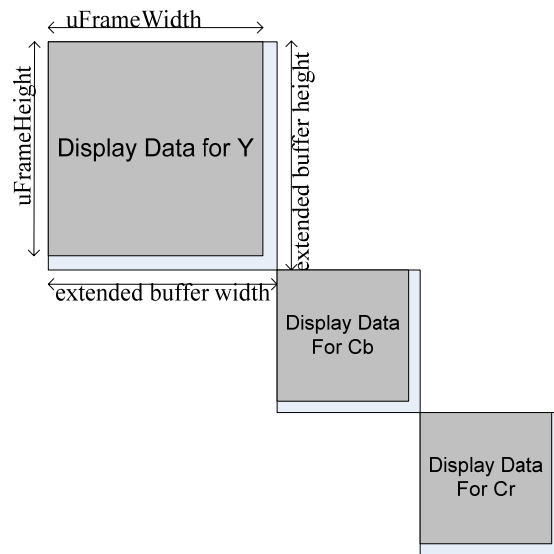 uFrameWidth
uFrameHeight
Display Data for Y
extended buffer height
extended buffer width
Display Data
For Cb
Display Data
For Cr